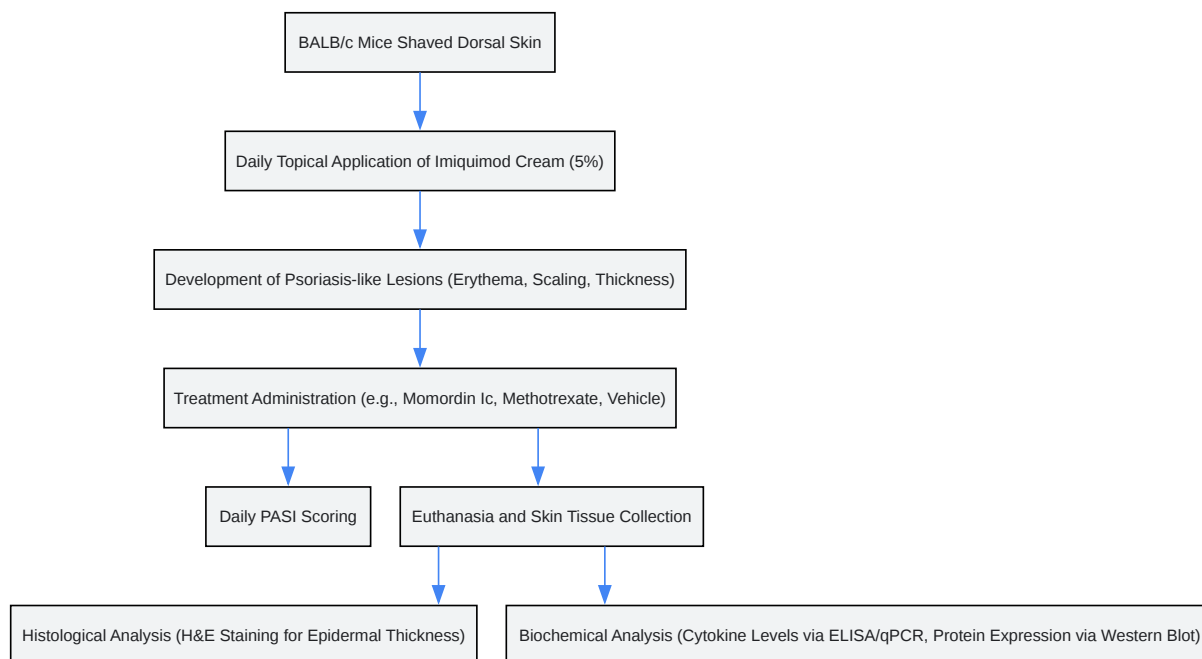 BALB/c Mice Shaved Dorsal Skin
Daily Topical Application of Imiquimod Cream (5%)
Development of Psoriasis-like Lesions (Erythema, Scaling, Thickness)
Treatment Administration (e.g., Momordin Ic, Methotrexate, Vehicle)
Daily PASI Scoring
Euthanasia and Skin Tissue Collection
Histological Analysis (H&E Staining for Epidermal Thickness)
Biochemical Analysis (Cytokine Levels via ELISA/qPCR, Protein Expression via Western Blot)